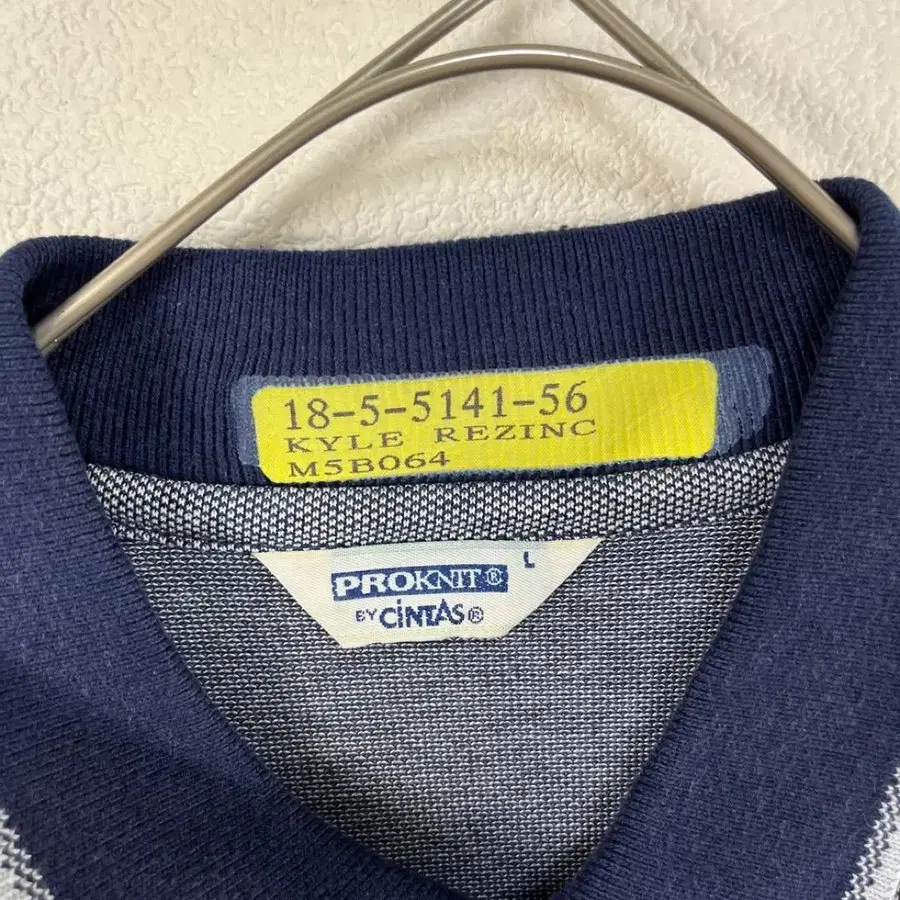 18-5-5141-56
KYLE REZINC
M5B064
L
PROKNIT®
BY CiNTAS®